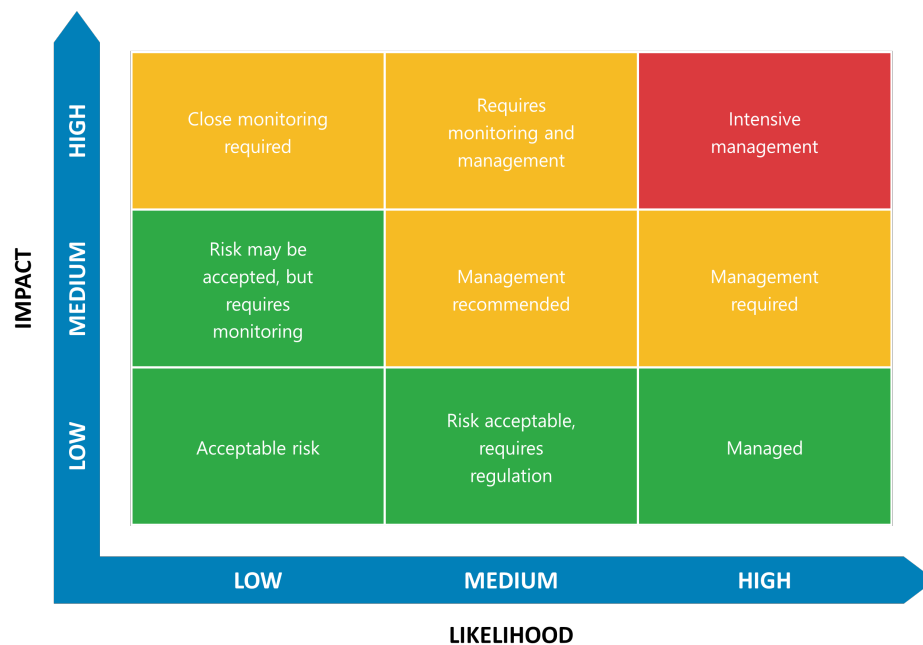 IMPACT
HIGH
MEDIUM
LOW
Close monitoring
required
Requires
monitoring and
management
Intensive
management
Risk may be
accepted, but
requires
monitoring
Management
recommended
Management
required
Acceptable risk
Risk acceptable,
requires
regulation
Managed
LOW
MEDIUM
HIGH
LIKELIHOOD